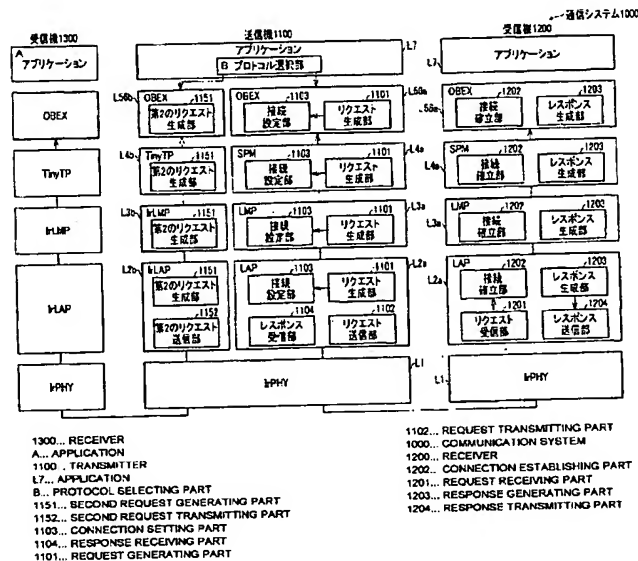 通信システム1000
受信機1300
A
アプリケーション
OBEX
TinyTP
IrLMP
IrLAP
IrPHY
送信機1100
アプリケーション
L7
B プロトコル選択部
L56b
OBEX
1151
第2のリクエスト
生成部
OBEX
1103
接続
設定部
1101
リクエスト
生成部
L56a
L4b
TinyTP
1151
第2のリクエスト
生成部
SPM
1103
接続
設定部
1101
リクエスト
生成部
L4a
L3b
IrLMP
1151
第2のリクエスト
生成部
LMP
1103
接続
設定部
1101
リクエスト
生成部
L3a
L2b
IrLAP
1151
第2のリクエスト
生成部
1152
第2のリクエスト
送信部
LAP
1103
接続
設定部
1101
リクエスト
生成部
1104
レスポンス
受信部
1102
リクエスト
送信部
L2a
IrPHY
L1
受信機1200
アプリケーション
L7
OBEX
1202
接続
確立部
1203
レスポンス
生成部
L56a
SPM
1202
接続
確立部
1203
レスポンス
生成部
L4a
LMP
1202
接続
確立部
1203
レスポンス
生成部
L3a
LAP
1202
接続
確立部
1203
レスポンス
生成部
1201
リクエスト
受信部
1204
レスポンス
送信部
L2a
IrPHY
L1
1300... RECEIVER
A... APPLICATION
1100 . TRANSMITTER
L7... APPLICATION
B... PROTOCOL SELECTING PART
1151... SECOND REQUEST GENERATING PART
1152... SECOND REQUEST TRANSMITTING PART
1103... CONNECTION SETTING PART
1104... RESPONSE RECEIVING PART
1101... REQUEST GENERATING PART
1102... REQUEST TRANSMITTING PART
1000... COMMUNICATION SYSTEM
1200... RECEIVER
1202.. CONNECTION ESTABLISHING PART
1201... REQUEST RECEIVING PART
1203... RESPONSE GENERATING PART
1204... RESPONSE TRANSMITTING PART